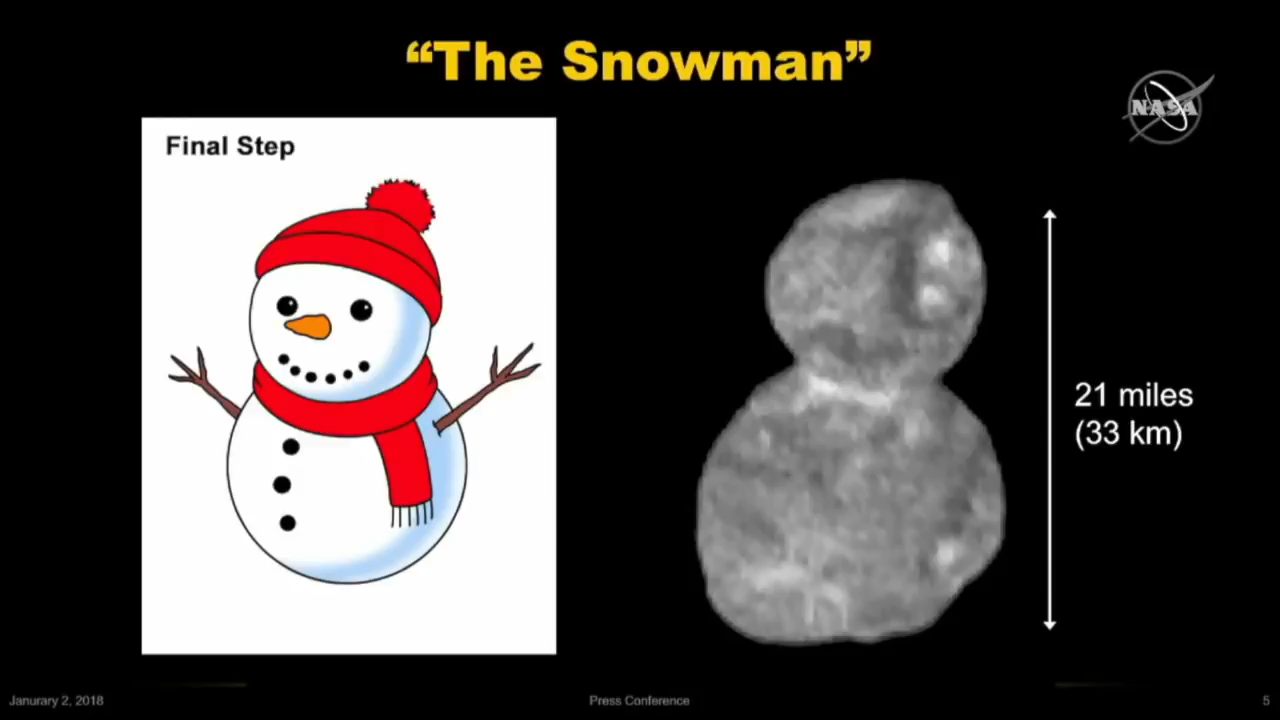 “The Snowman”
NASA
Final Step
21 miles
(33 km)
Janurary 2, 2018
Press Conference
5